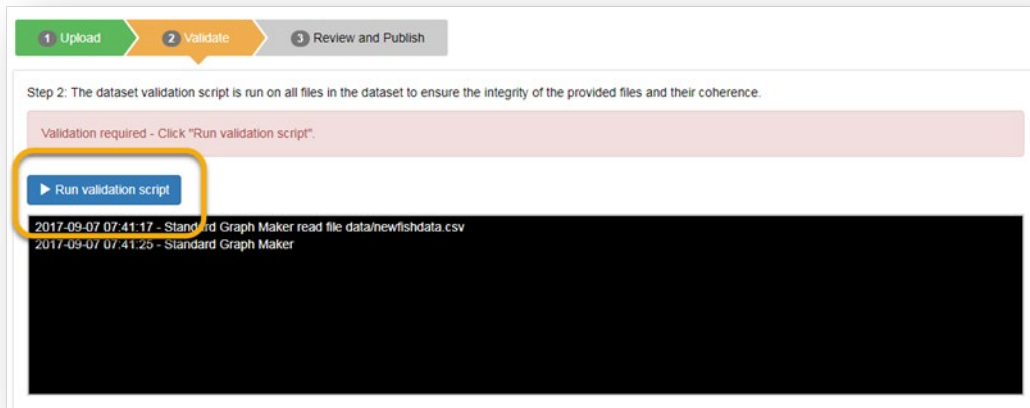 1 Upload 2 Validate 3 Review and Publish
Step 2: The dataset validation script is run on all files in the dataset to ensure the integrity of the provided files and their coherence.
Validation required - Click "Run validation script".
Run validation script
2017-09-07 07:41:17 - Standard Graph Maker read file data/newfishdata.csv
2017-09-07 07:41:25 - Standard Graph Maker